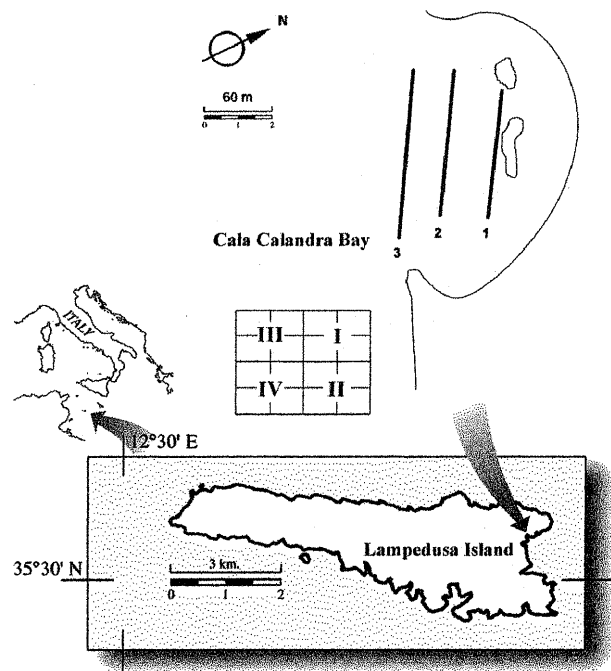 N
60 m
0 1 2
3 2 1
Cala Calandra Bay
ITALY
III I
IV II
12°30' E
Lampedusa Island
35°30' N
3 km.
0 1 2